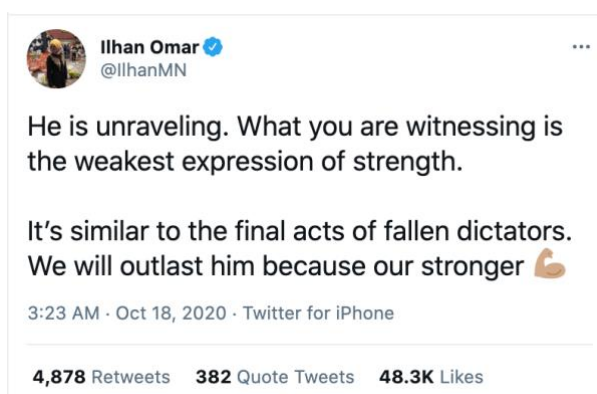 Ilhan Omar
@IlhanMN
He is unraveling. What you are witnessing is
the weakest expression of strength.
It’s similar to the final acts of fallen dictators.
We will outlast him because our stronger 💪🏽
3:23 AM · Oct 18, 2020 · Twitter for iPhone
4,878 Retweets 382 Quote Tweets 48.3K Likes